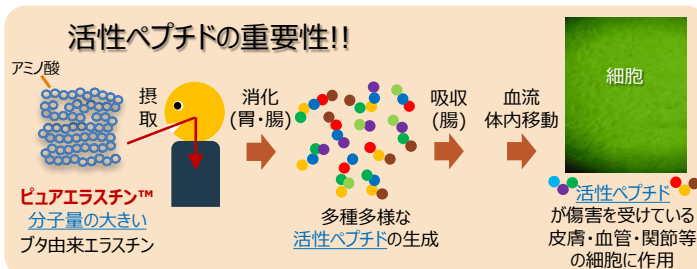 活性ペプチドの重要性!!
アミノ酸
摂
取
消化
(胃・腸)
吸収
(腸)
血流
体内移動
細胞
ピュアエラスチン™
分子量の大きい
ブタ由来エラスチン
多種多様な
活性ペプチドの生成
活性ペプチド
が傷害を受けている
皮膚・血管・関節等
の細胞に作用